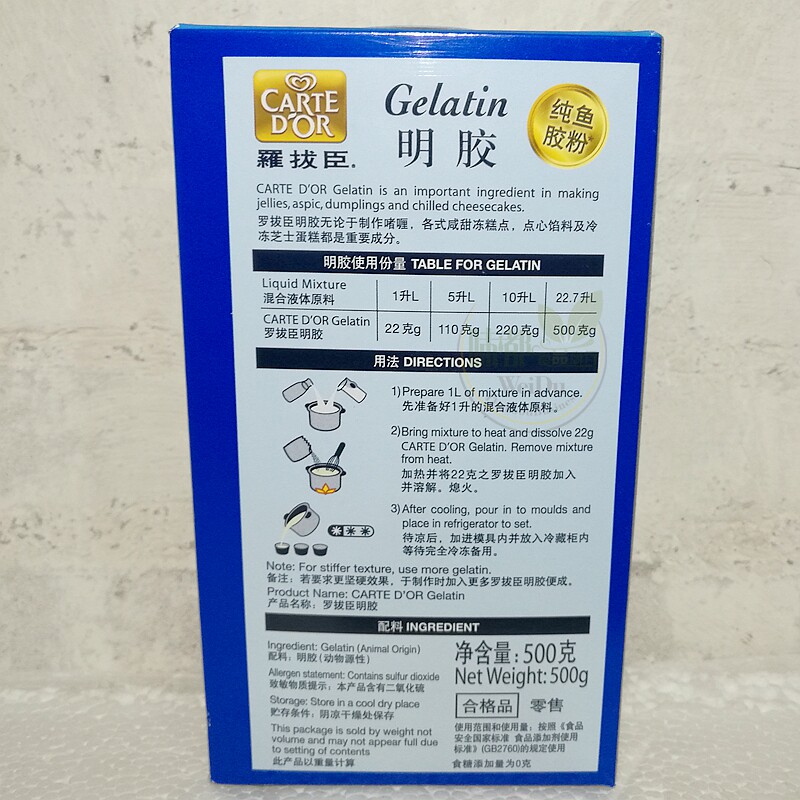 CARTE D'OR
羅拔臣.
Gelatin
明胶
纯鱼胶粉*
CARTE D'OR Gelatin is an important ingredient in making
jellies, aspic, dumplings and chilled cheesecakes.
罗拔臣明胶无论于制作啫喱，各式咸甜冻糕点，点心馅料及冷
冻芝士蛋糕都是重要成分。
明胶使用份量 TABLE FOR GELATIN
Liquid Mixture
混合液体原料
1升L 5升L 10升L 22.7升L
CARTE D'OR Gelatin
罗拔臣明胶
22克g 110克g 220克g 500克g
用法 DIRECTIONS
1)Prepare 1L of mixture in advance.
先准备好1升的混合液体原料。
2)Bring mixture to heat and dissolve 22g
CARTE D'OR Gelatin. Remove mixture
from heat.
加热并将22克之罗拔臣明胶加入
并溶解。熄火。
3)After cooling, pour in to moulds and
place in refrigerator to set.
待凉后，加进模具内并放入冷藏柜内
等待完全冷冻备用。
Note: For stiffer texture, use more gelatin.
备注：若要求更坚硬效果，于制作时加入更多罗拔臣明胶便成。
Product Name: CARTE D'OR Gelatin
产品名称：罗拔臣明胶
配料 INGREDIENT
Ingredient: Gelatin (Animal Origin)
配料：明胶(动物源性)
Allergen statement: Contains sulfur dioxide
致敏物质提示：本产品含有二氧化硫
Storage: Store in a cool dry place
贮存条件：阴凉干燥处保存
This package is sold by weight not
volume and may not appear full due
to setting of contents
此产品以重量计算
净含量：500克
Net Weight: 500g
合格品 零售
使用范围和使用量：按照《食品
安全国家标准 食品添加剂使用
标准》(GB2760)的规定使用
食糖添加量为0克
WeiDu